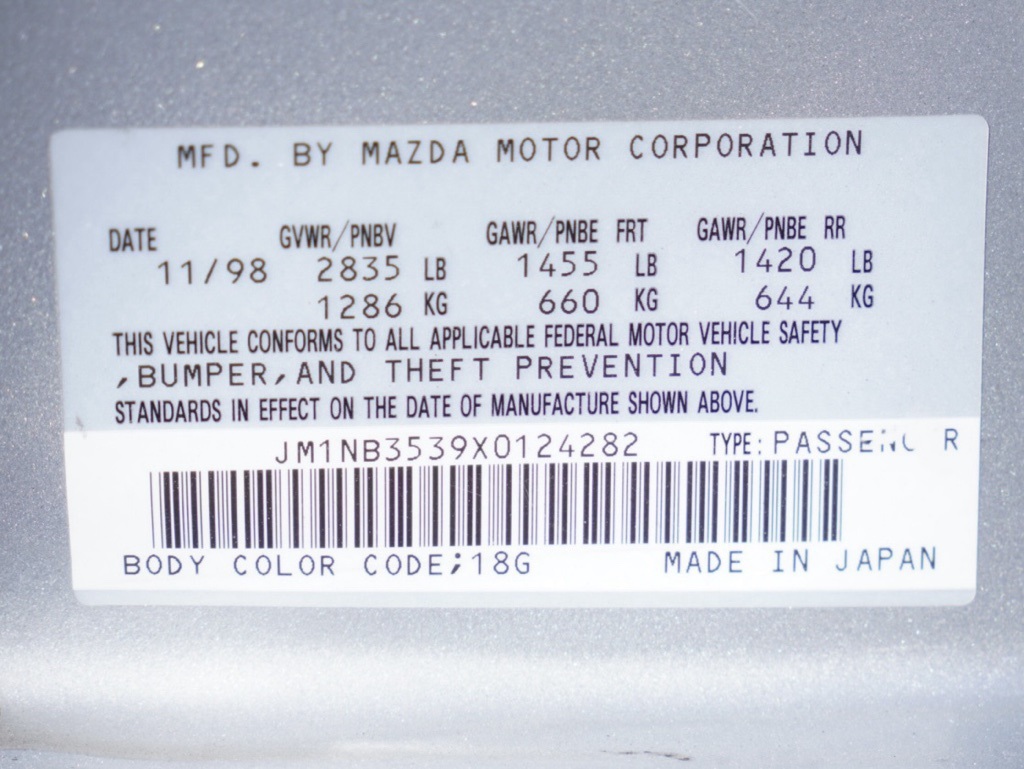 MFD. BY MAZDA MOTOR CORPORATION
DATE GVWR/PNBV GAWR/PNBE FRT GAWR/PNBE RR
11/98 2835 LB 1455 LB 1420 LB
1286 KG 660 KG 644 KG
THIS VEHICLE CONFORMS TO ALL APPLICABLE FEDERAL MOTOR VEHICLE SAFETY
,BUMPER,AND THEFT PREVENTION
STANDARDS IN EFFECT ON THE DATE OF MANUFACTURE SHOWN ABOVE.
JM1NB3539X0124282 TYPE:
BODY COLOR CODE;18G MADE IN JAPAN